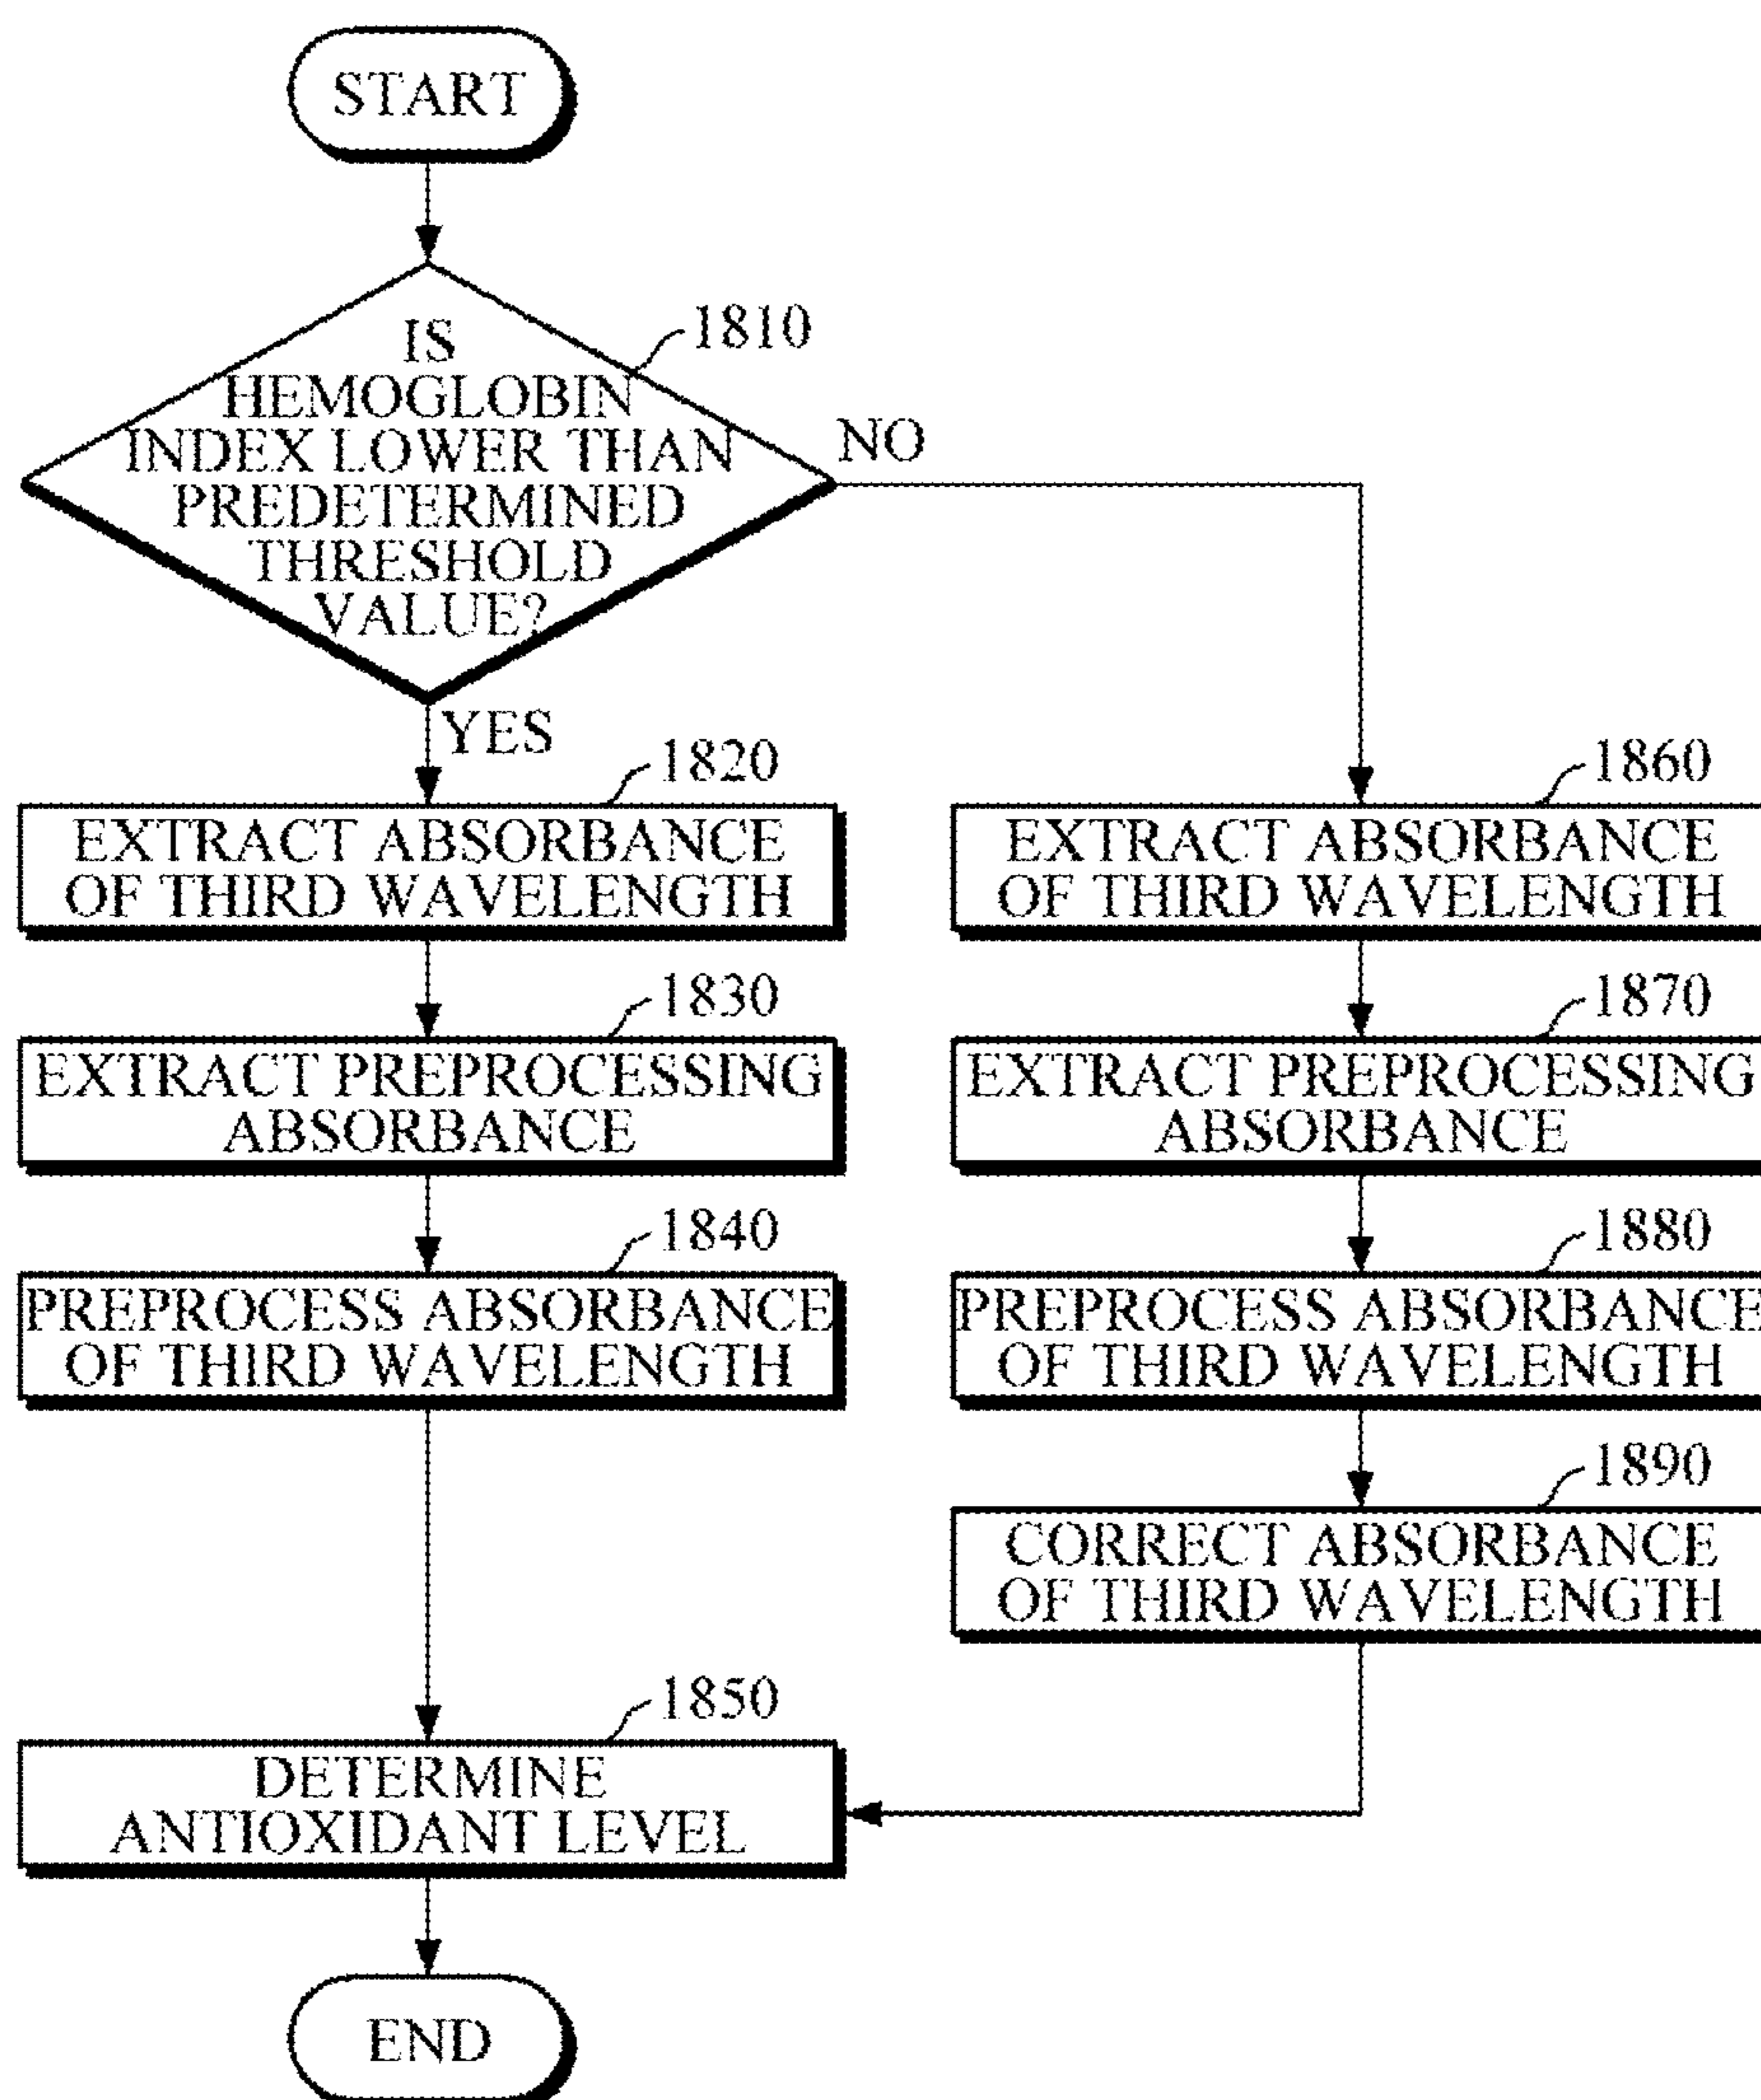 START
IS
HEMOGLOBIN
INDEX LOWER THAN
PREDETERMINED
THRESHOLD
VALUE?
1810
NO
YES
1820
EXTRACT ABSORBANCE
OF THIRD WAVELENGTH
1830
EXTRACT PREPROCESSING
ABSORBANCE
1840
PREPROCESS ABSORBANCE
OF THIRD WAVELENGTH
1860
EXTRACT ABSORBANCE
OF THIRD WAVELENGTH
1870
EXTRACT PREPROCESSING
ABSORBANCE
1880
PREPROCESS ABSORBANCE
OF THIRD WAVELENGTH
1890
CORRECT ABSORBANCE
OF THIRD WAVELENGTH
1850
DETERMINE
ANTIOXIDANT LEVEL
END